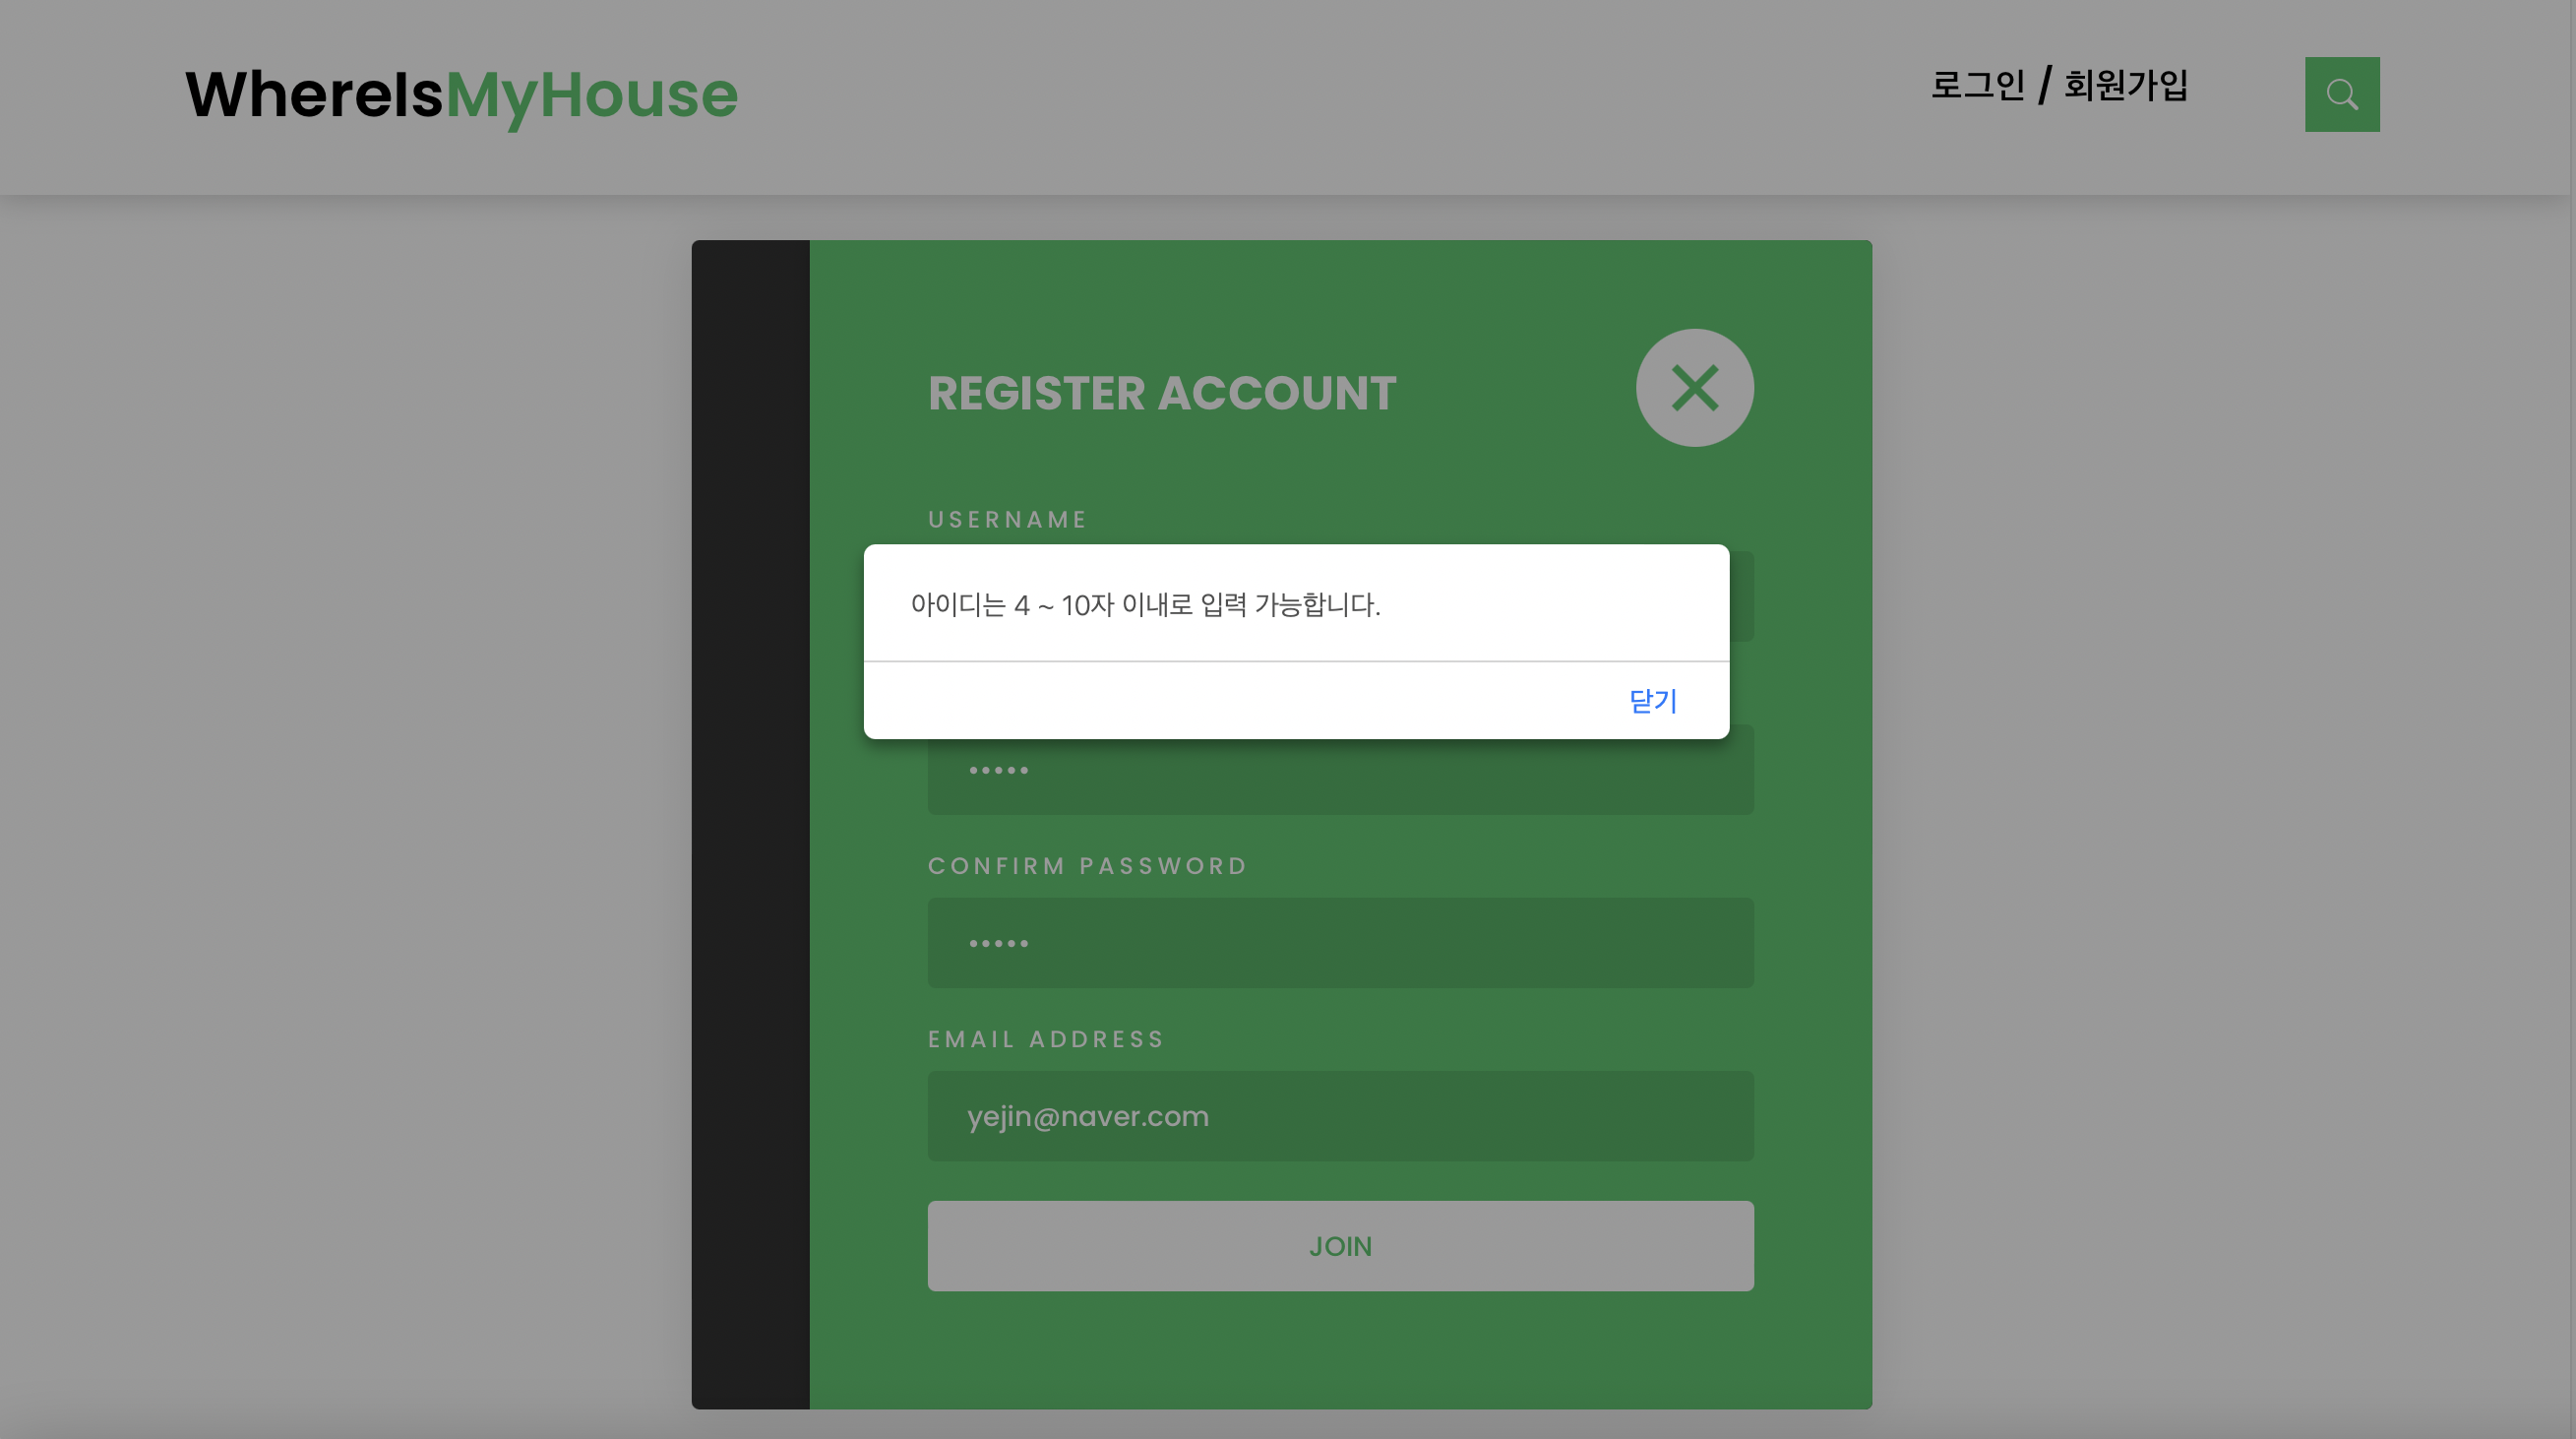 WhereIsMyHouse
로그인 / 회원가입
REGISTER ACCOUNT
USERNAME
아이디는 4 ~ 10자 이내로 입력 가능합니다.
닫기
•••••
CONFIRM PASSWORD
•••••
EMAIL ADDRESS
yejin@naver.com
JOIN